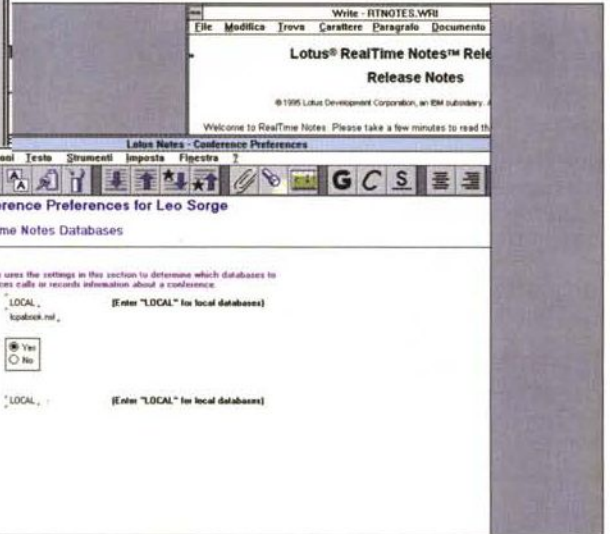 Write - RTNOTES.WRI
File Modifica Trova Carattere Paragrafo Documento
Lotus® RealTime Notes™ Rele
Release Notes
© 1995 Lotus Development Corporation, an IBM subsidiary. A
Welcome to RealTime Notes. Please take a few minutes to read th
Lotus Notes - Conference Preferences
oni Testo Strumenti Imposta Finestra ?
G C S
erence Preferences for Leo Sorge
me Notes Databases
uses the settings in this section to determine which databases to
ces calls or records information about a conference.
LOCAL (Enter "LOCAL" for local databases)
Yes
No
LOCAL (Enter "LOCAL" for local databases)